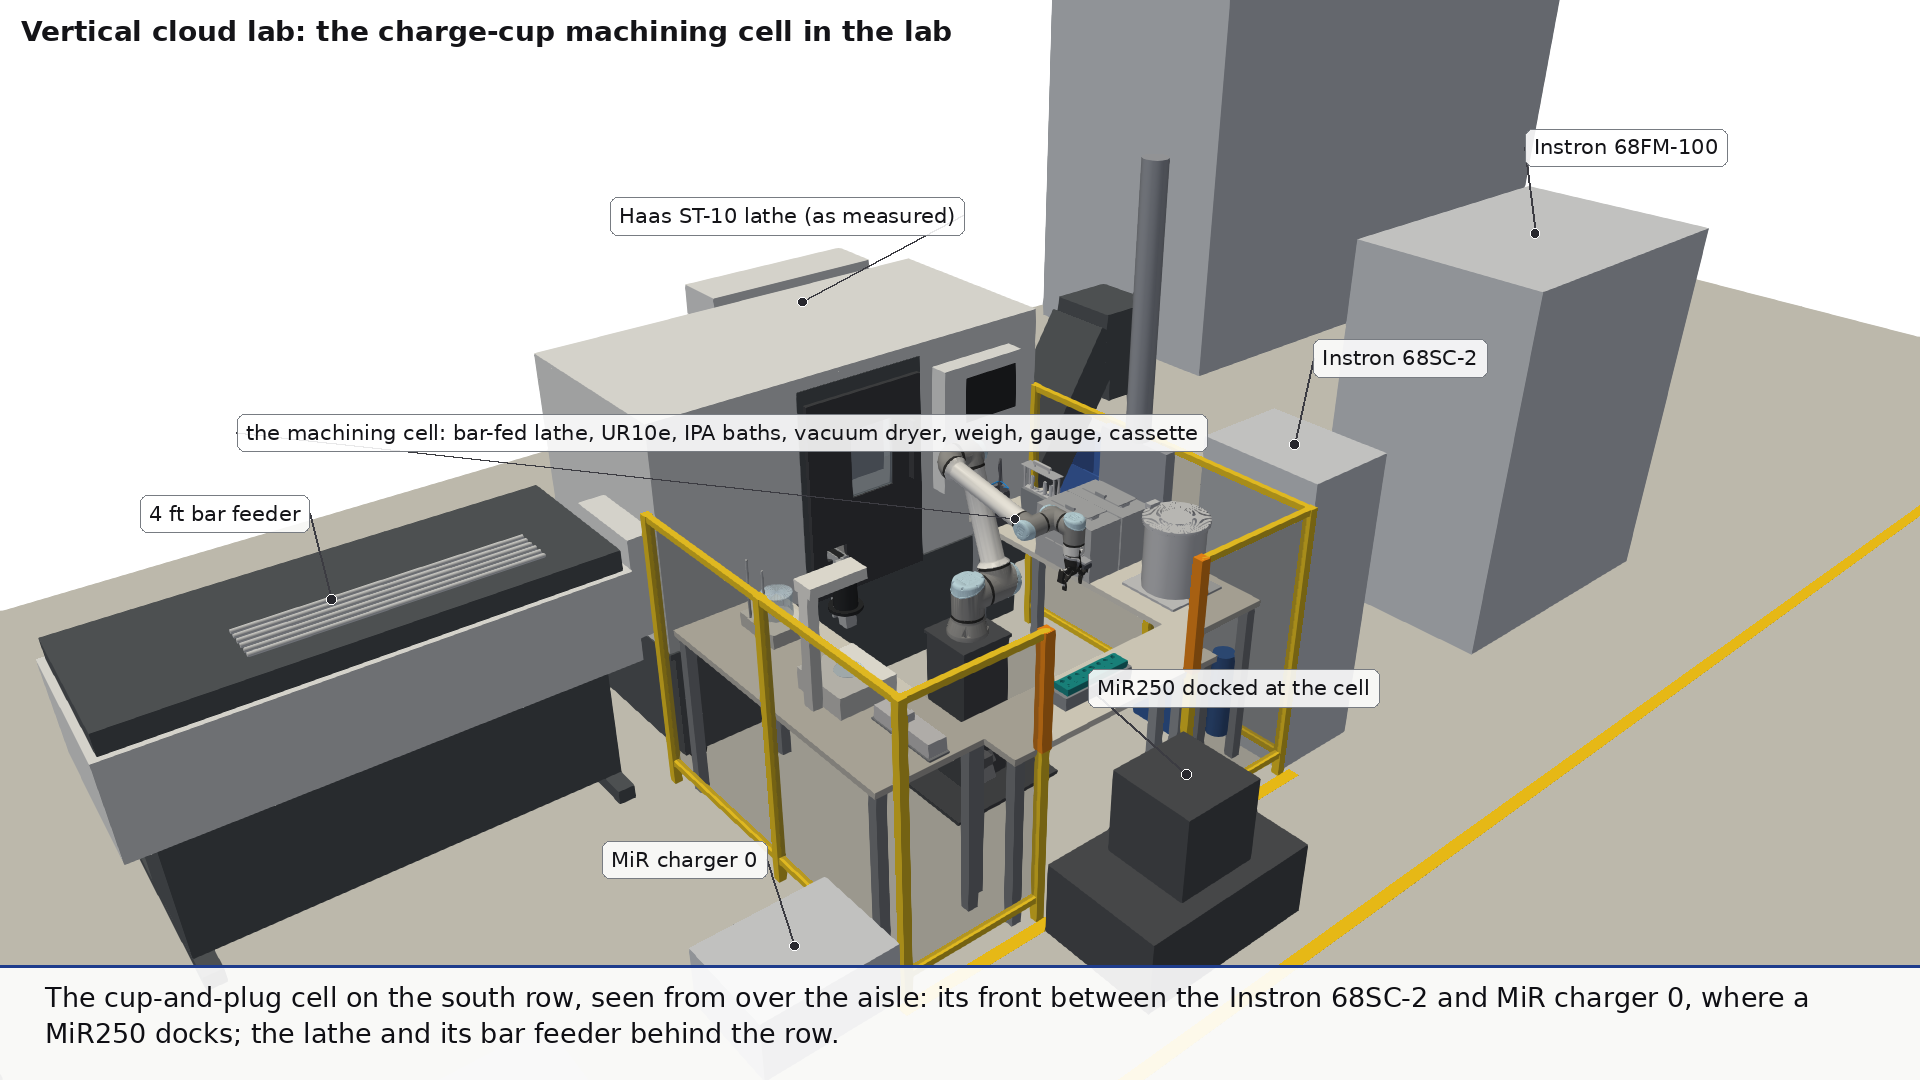 Vertical cloud lab: the charge-cup machining cell in the lab
Instron 68FM-100
Haas ST-10 lathe (as measured)
Instron 68SC-2
the machining cell: bar-fed lathe, UR10e, IPA baths, vacuum dryer, weigh, gauge, cassette
4 ft bar feeder
MiR250 docked at the cell
MiR charger 0
The cup-and-plug cell on the south row, seen from over the aisle: its front between the Instron 68SC-2 and MiR charger 0, where a
MiR250 docks; the lathe and its bar feeder behind the row.